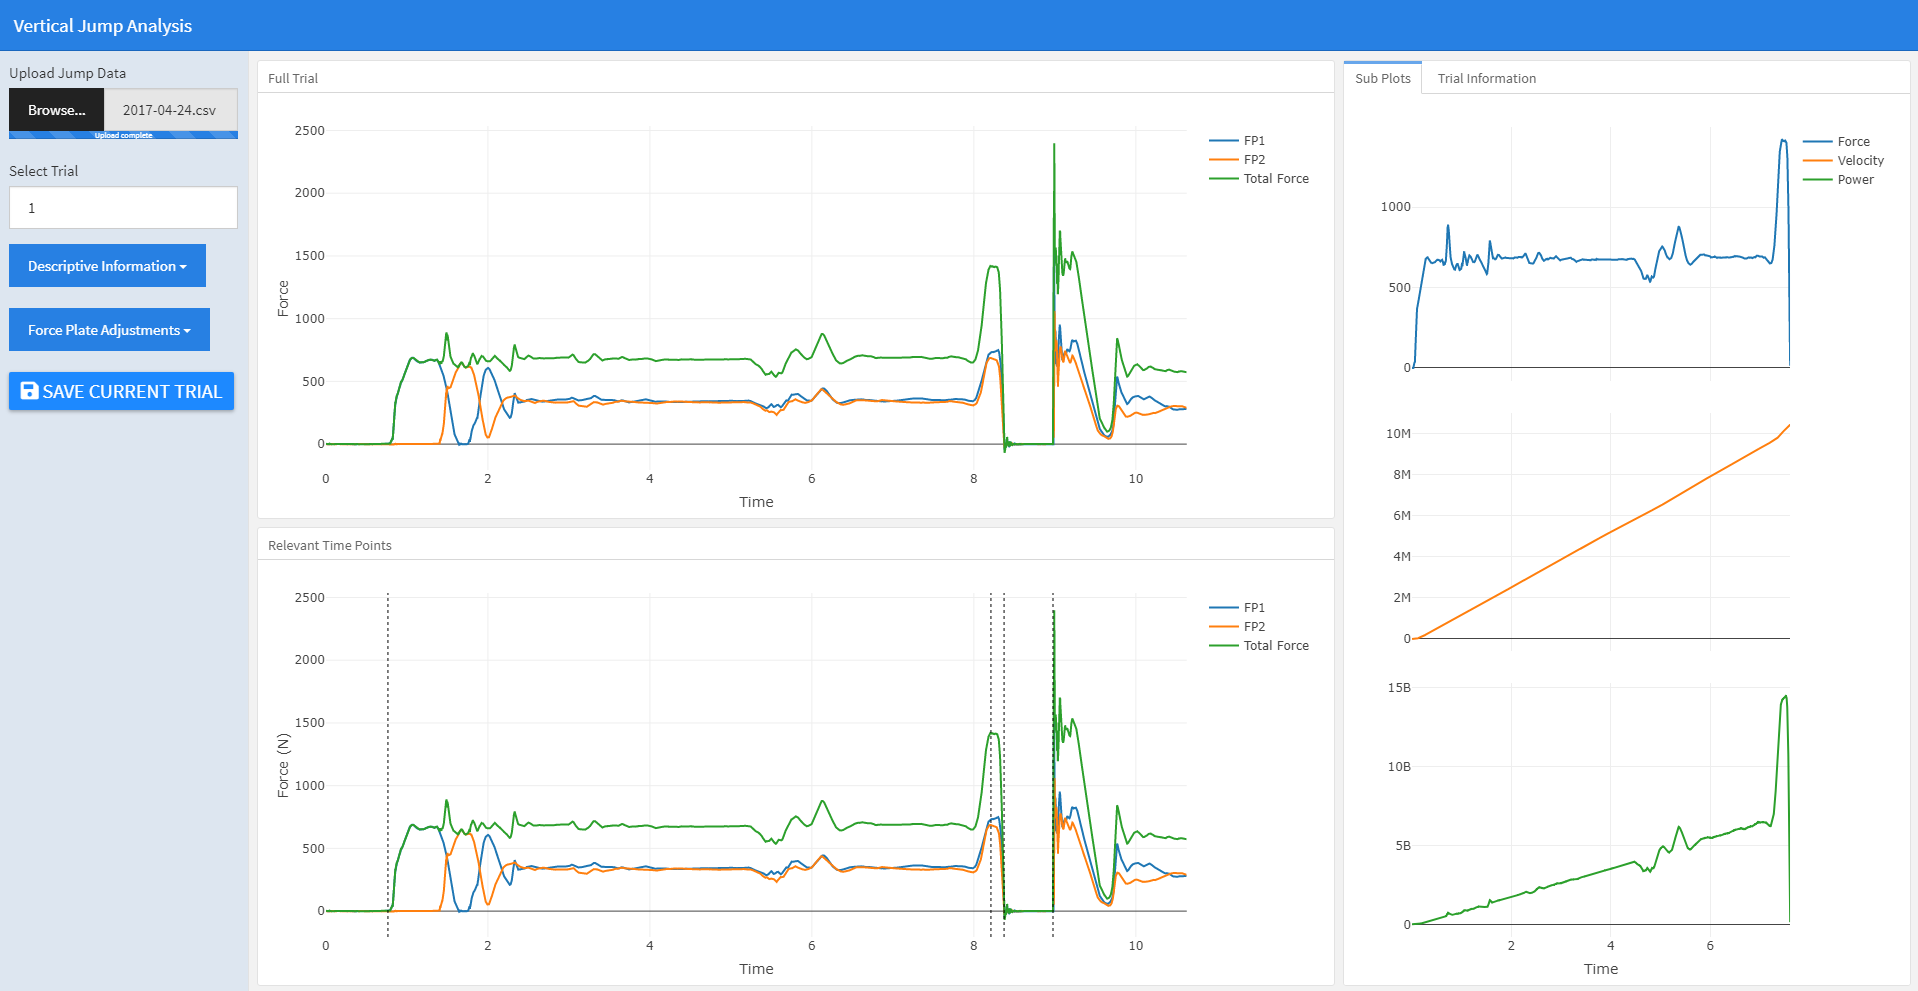 Vertical Jump Analysis
Upload Jump Data
Browse...
2017-04-24.csv
Upload complete
Select Trial
1
Descriptive Information
Force Plate Adjustments
SAVE CURRENT TRIAL
Full Trial
2500
2000
1500
1000
500
0
Force
0 2 4 6 8 10
Time
FP1
FP2
Total Force
Relevant Time Points
2500
2000
1500
1000
500
0
Force (N)
0 2 4 6 8 10
Time
FP1
FP2
Total Force
Sub Plots
Trial Information
1000
500
0
Force
Velocity
Power
10M
8M
6M
4M
2M
0
15B
10B
5B
0
2 4 6
Time